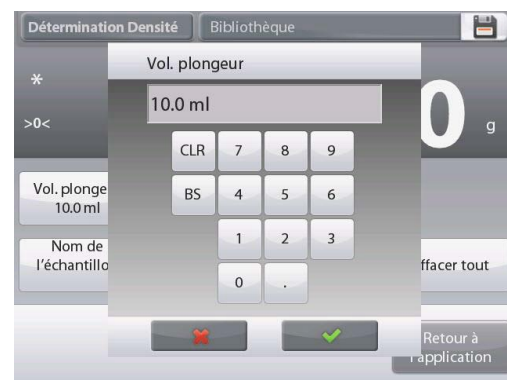 Détermination Densité
Bibliothèque
Vol. plongeur
*
10.0 ml
>0<
0
g
CLR 7 8 9
Vol. plonge
10.0 ml
BS 4 5 6
1 2 3
Nom de
l'échantillo
ffacer tout
0 .
Retour à
l'application